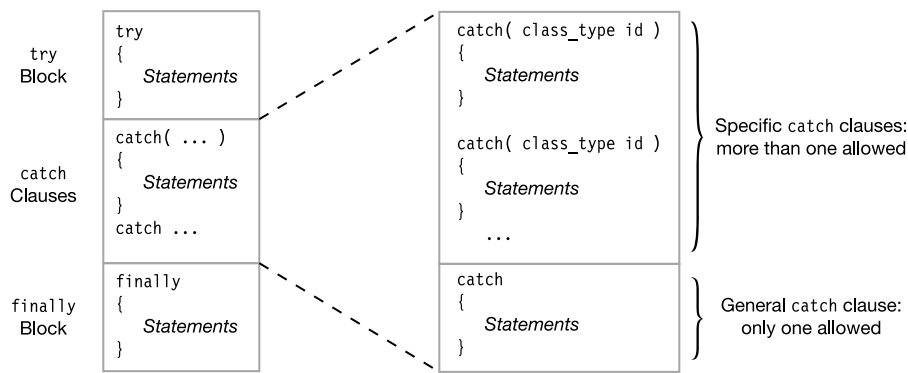 try
Block
try
{
Statements
}
catch
Clauses
catch( ... )
{
Statements
}
catch ...
finally
Block
finally
{
Statements
}
catch( class_type id )
{
Statements
}
catch( class_type id )
{
Statements
}
...
Specific catch clauses:
more than one allowed
catch
{
Statements
}
General catch clause:
only one allowed